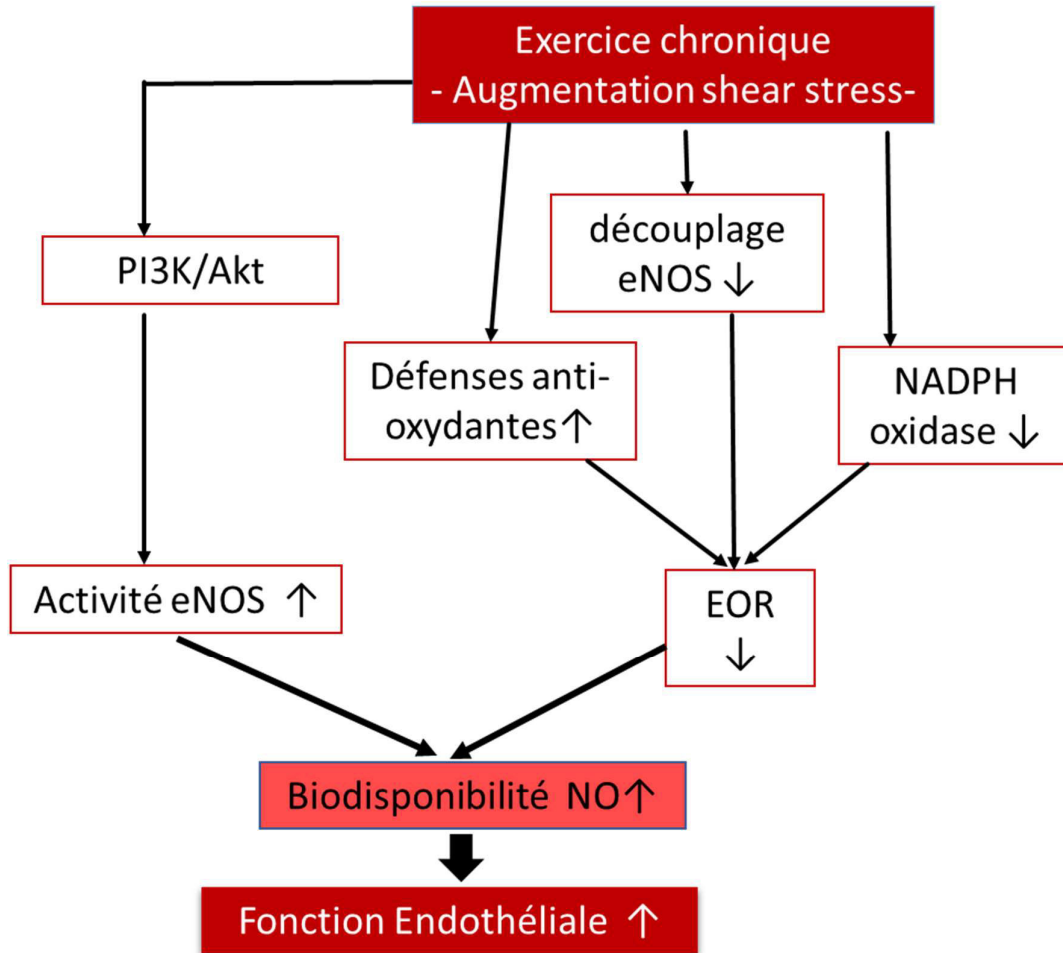 Exercice chronique
- Augmentation shear stress-
PI3K/Akt
découplage
eNOS ↓
Défenses anti-
oxydantes↑
NADPH
oxidase ↓
Activité eNOS ↑
EOR
↓
Biodisponibilité NO↑
Fonction Endothéliale ↑